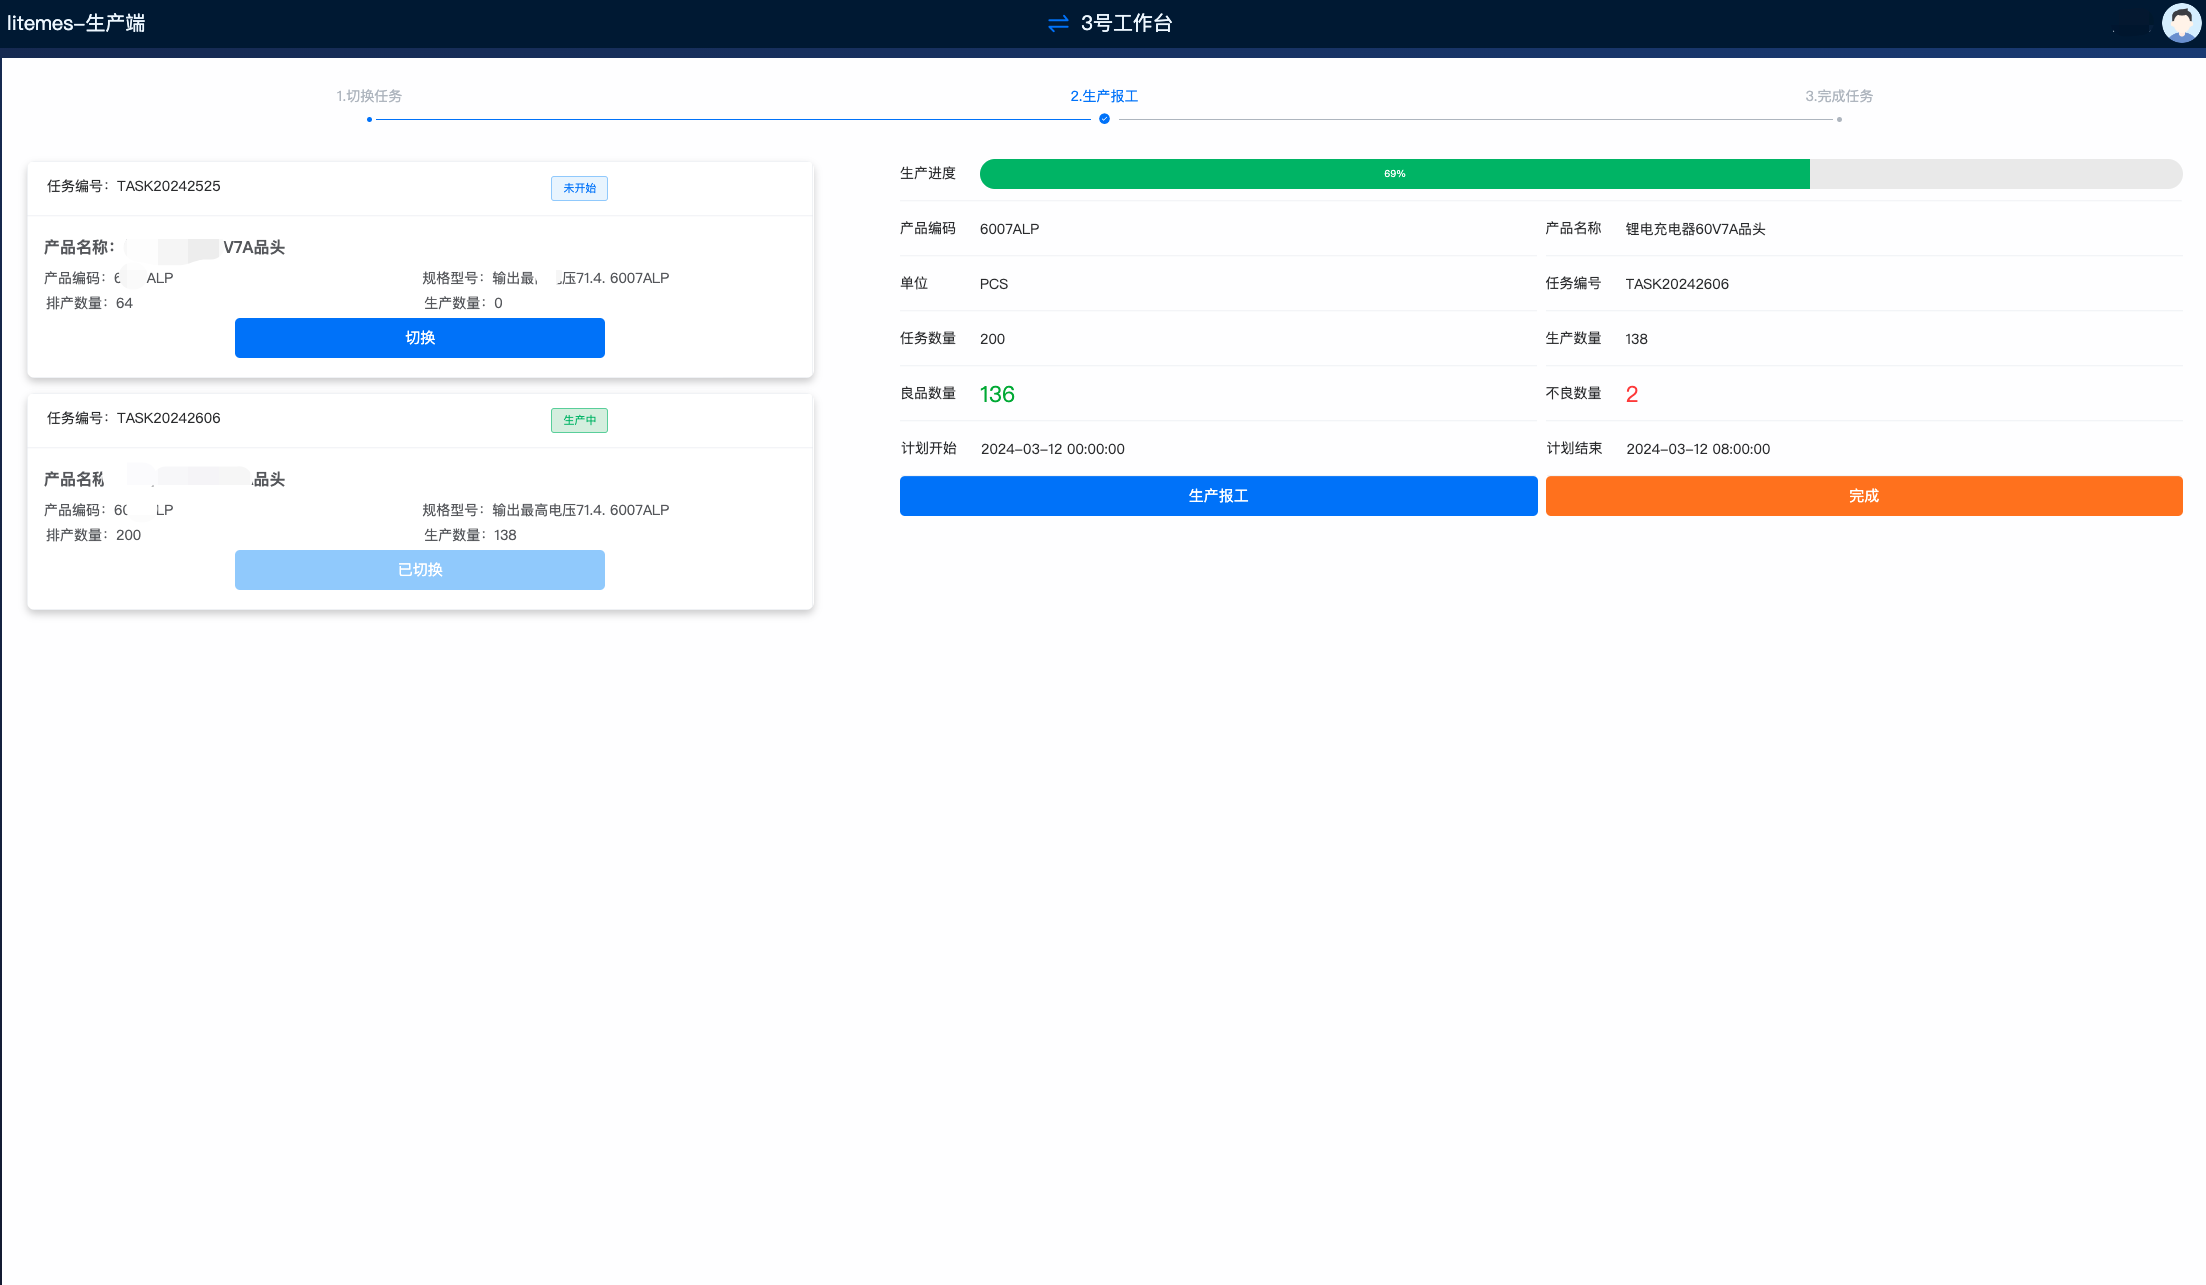 litemes-生产端
3号工作台
1.切换任务
2.生产报工
3.完成任务
任务编号：TASK20242525
未开始
产品名称： V7A品头
产品编码：6 ALP
规格型号：输出最 压71.4. 6007ALP
排产数量：64
生产数量：0
切换
任务编号：TASK20242606
生产中
产品名称 品头
产品编码：60 LP
规格型号：输出最高电压71.4. 6007ALP
排产数量：200
生产数量：138
已切换
生产进度
69%
产品编码 6007ALP
产品名称 锂电充电器60V7A品头
单位 PCS
任务编号 TASK20242606
任务数量 200
生产数量 138
良品数量 136
不良数量 2
计划开始 2024-03-12 00:00:00
计划结束 2024-03-12 08:00:00
生产报工
完成